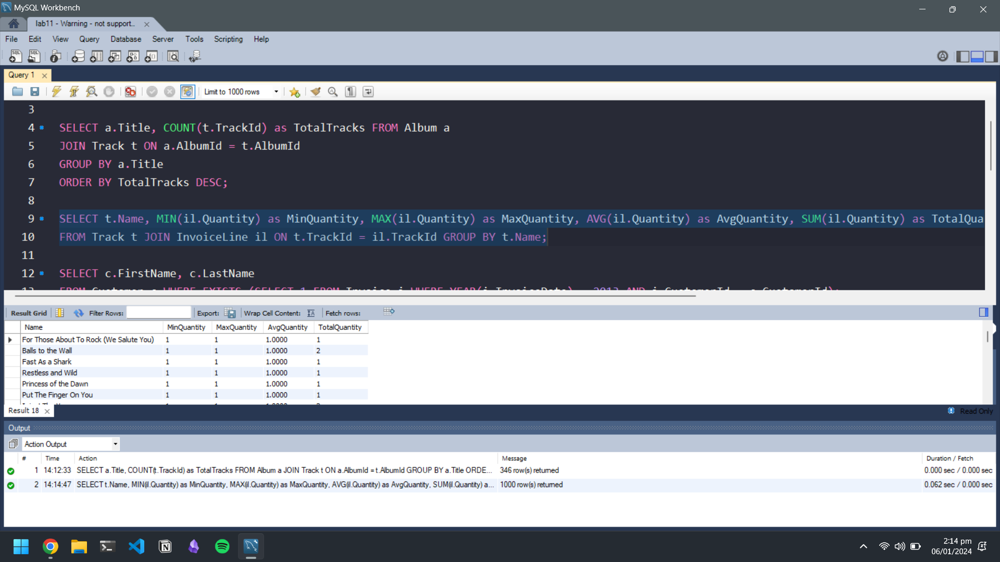 MySQL Workbench
lab11 - Warning - not support...
File Edit View Query Database Server Tools Scripting Help
Query 1
Limit to 1000 rows
3
4 SELECT a.Title, COUNT(t.TrackId) as TotalTracks FROM Album a
5 JOIN Track t ON a.AlbumId = t.AlbumId
6 GROUP BY a.Title
7 ORDER BY TotalTracks DESC;
8
9 SELECT t.Name, MIN(il.Quantity) as MinQuantity, MAX(il.Quantity) as MaxQuantity, AVG(il.Quantity) as AvgQuantity, SUM(il.Quantity) as TotalQua
10 FROM Track t JOIN InvoiceLine il ON t.TrackId = il.TrackId GROUP BY t.Name;
11
12 SELECT c.FirstName, c.LastName
Result Grid Filter Rows: Export: Wrap Cell Content: Fetch rows:
Name MinQuantity MaxQuantity AvgQuantity TotalQuantity
For Those About To Rock (We Salute You) 1 1 1.0000 1
Balls to the Wall 1 1 1.0000 2
Fast As a Shark 1 1 1.0000 1
Restless and Wild 1 1 1.0000 1
Princess of the Dawn 1 1 1.0000 1
Put The Finger On You 1 1 1.0000 1
Result 18
Read Only
Output
Action Output
# Time Action Message Duration / Fetch
1 14:12:33 SELECT a.Title, COUNT(t.TrackId) as TotalTracks FROM Album a JOIN Track t ON a.AlbumId = t.AlbumId GROUP BY a.Title ORDE... 346 row(s) returned 0.000 sec / 0.000 sec
2 14:14:47 SELECT t.Name, MIN(il.Quantity) as MinQuantity, MAX(il.Quantity) as MaxQuantity, AVG(il.Quantity) as AvgQuantity, SUM(il.Quantity) a... 1000 row(s) returned 0.062 sec / 0.000 sec
2:14 pm
06/01/2024